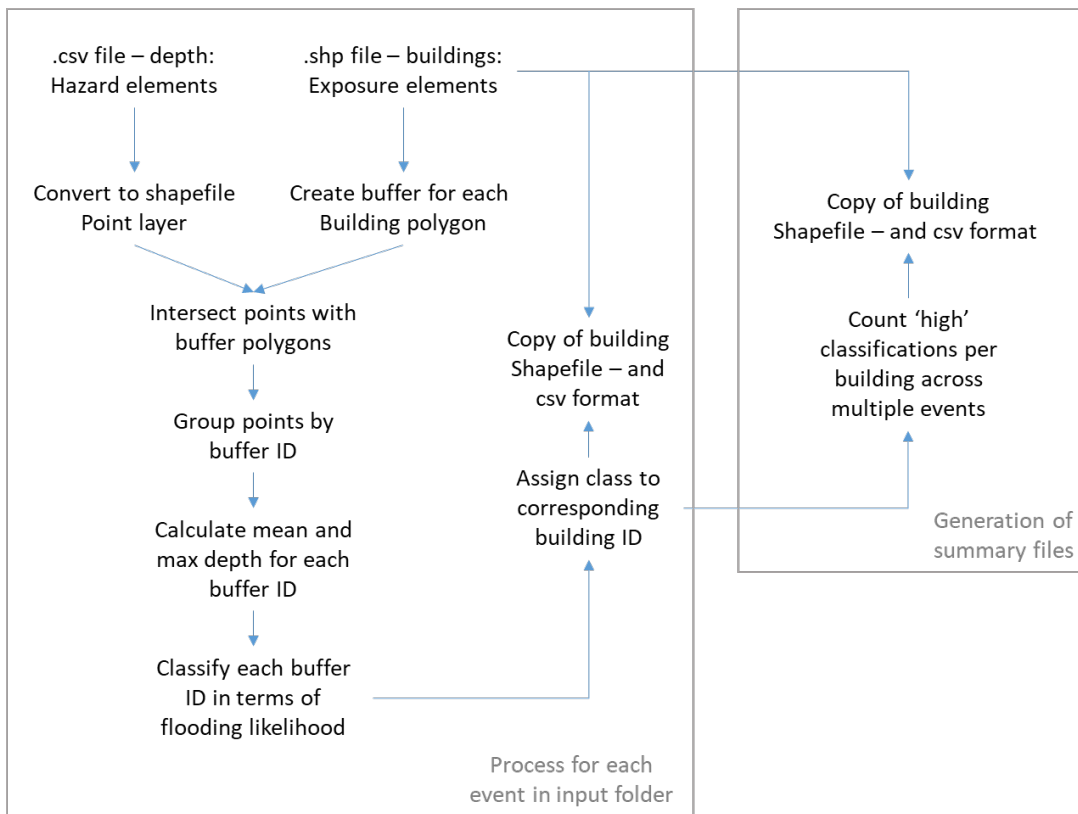 .csv file – depth:
Hazard elements
.shp file – buildings:
Exposure elements
Convert to shapefile
Point layer
Create buffer for each
Building polygon
Intersect points with
buffer polygons
Group points by
buffer ID
Calculate mean and
max depth for each
buffer ID
Classify each buffer
ID in terms of
flooding likelihood
Copy of building
Shapefile – and
csv format
Assign class to
corresponding
building ID
Process for each
event in input folder
Copy of building
Shapefile – and csv format
Count ‘high’
classifications per
building across
multiple events
Generation of
summary files